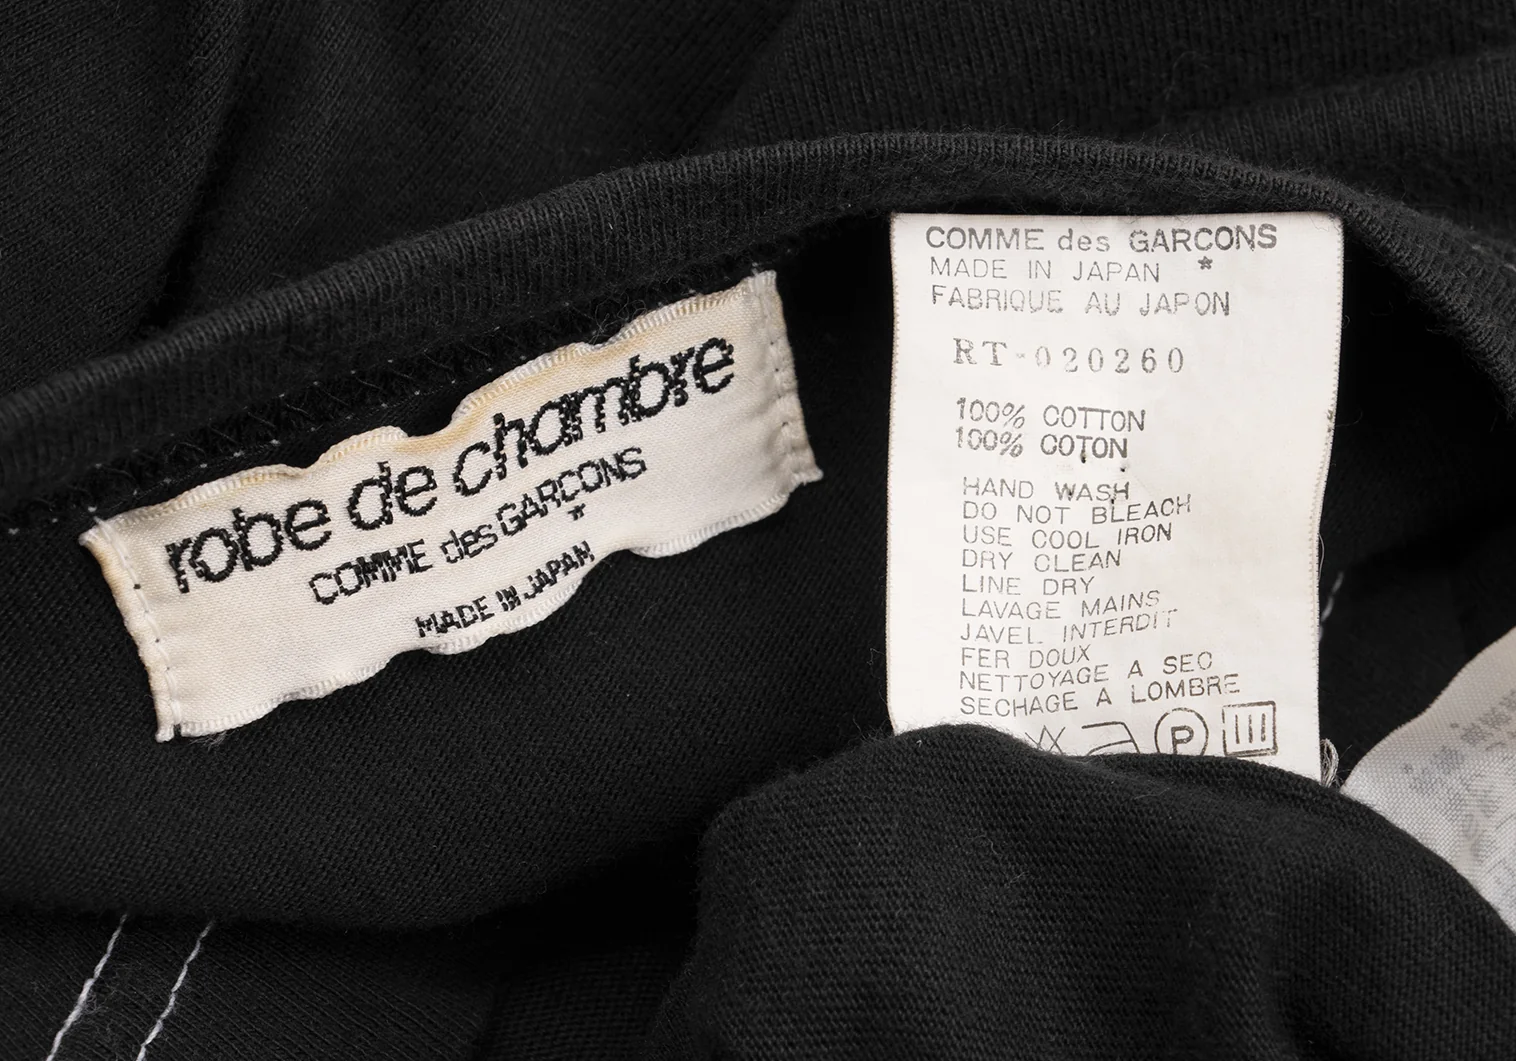 robe de chambre
COMME des GARCONS
*
MADE IN JAPAN
COMME des GARCONS
*
MADE IN JAPAN
FABRIQUE AU JAPON
RT-020260
100% COTTON
100% COTON
HAND WASH
DO NOT BLEACH
USE COOL IRON
DRY CLEAN
LINE DRY
LAVAGE MAINS
JAVEL INTERDIT
FER DOUX
NETTOYAGE A SEC
SECHAGE A LOMBRE
P